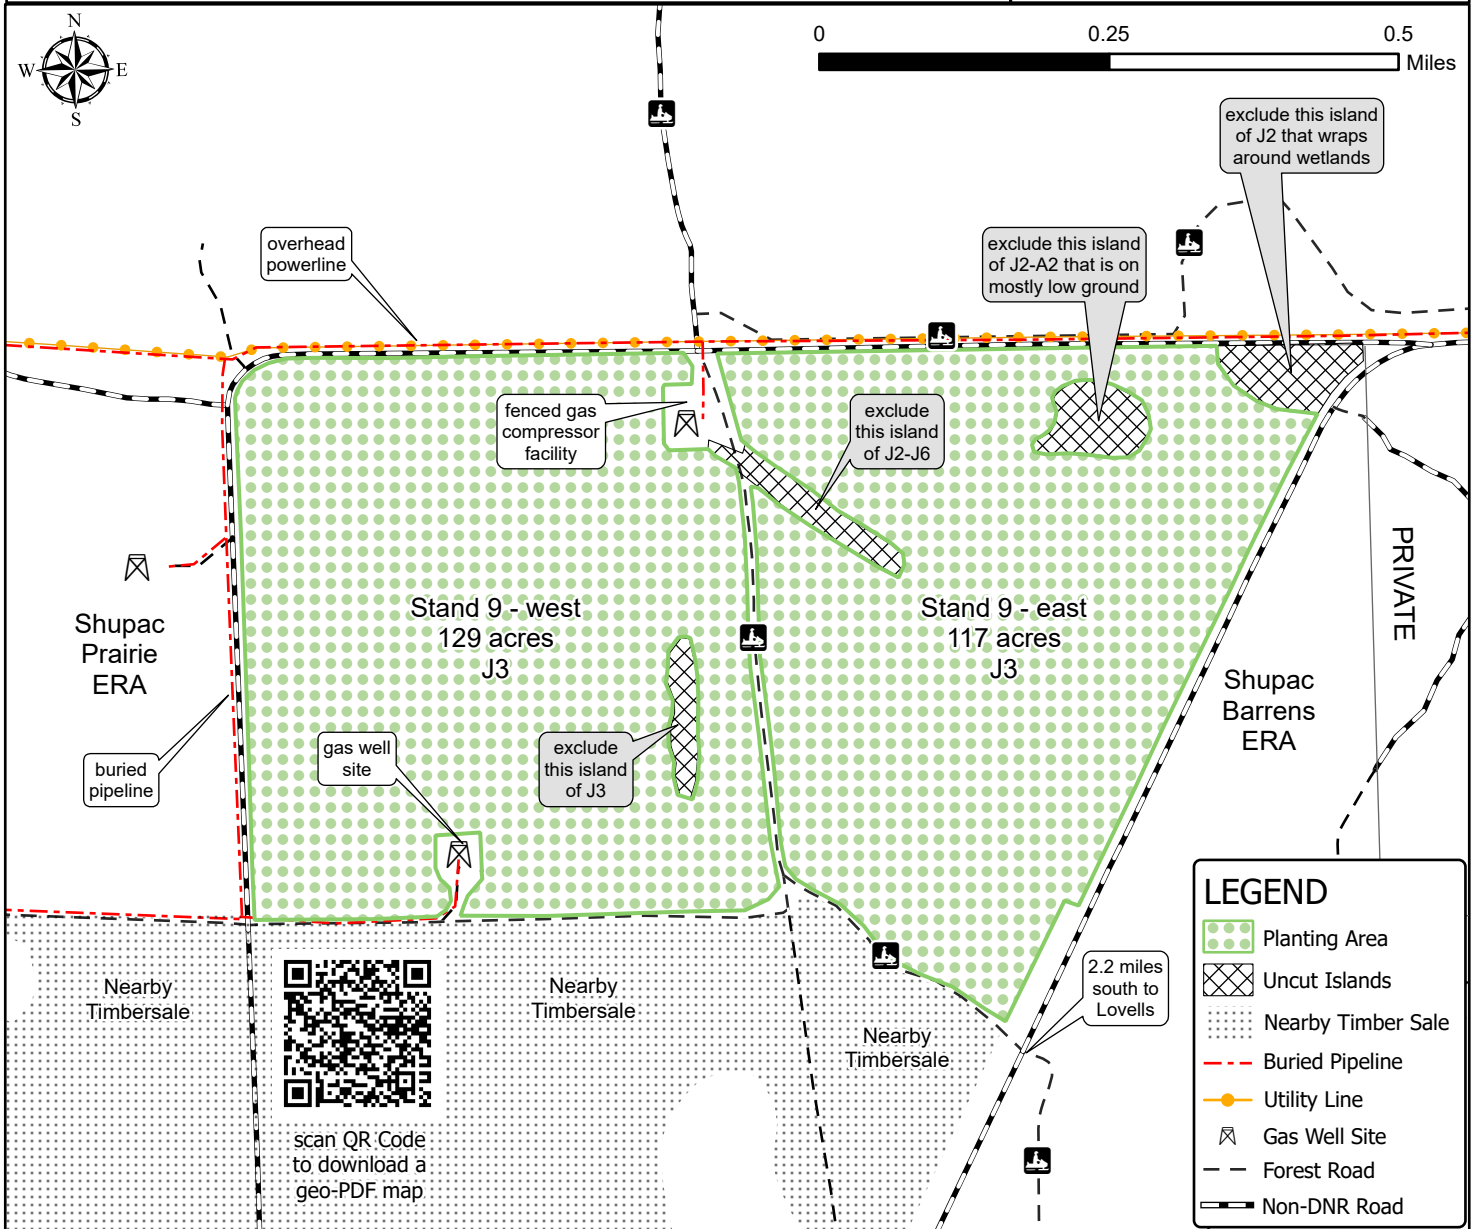 N
W
E
S
0
0.25
0.5
Miles
exclude this island
of J2 that wraps
around wetlands
overhead
powerline
exclude this island
of J2-A2 that is on
mostly low ground
fenced gas
compressor
facility
exclude
this island
of J2-J6
PRIVATE
Shupac
Prairie
ERA
Stand 9 - west
129 acres
J3
Stand 9 - east
117 acres
J3
Shupac
Barrens
ERA
buried
pipeline
gas well
site
exclude
this island
of J3
Nearby
Timbersale
Nearby
Timbersale
Nearby
Timbersale
2.2 miles
south to
Lovells
scan QR Code
to download a
geo-PDF map
LEGEND
Planting Area
Uncut Islands
Nearby Timber Sale
Buried Pipeline
Utility Line
Gas Well Site
Forest Road
Non-DNR Road